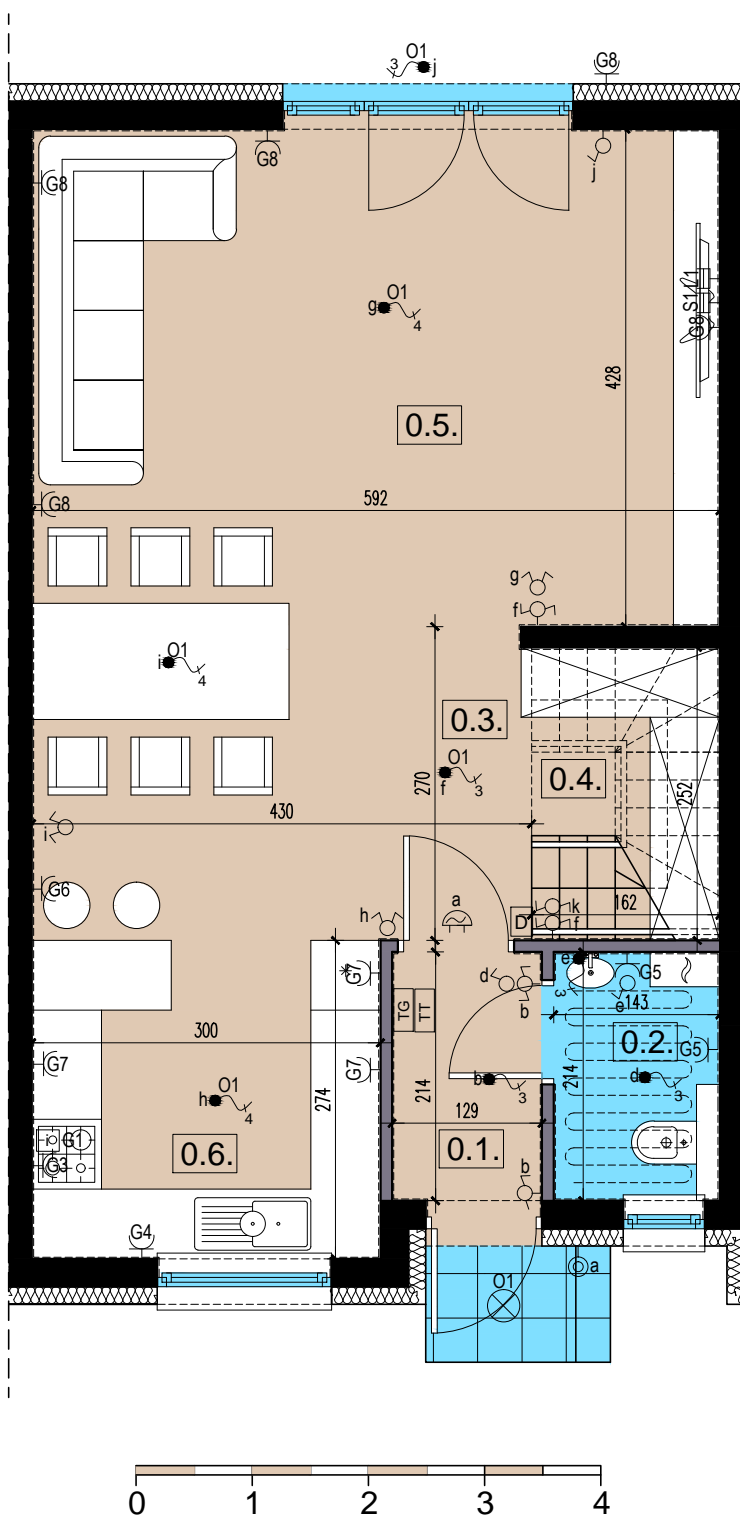 O1
3 j
G8
G8
j
G8
S1 L1
G8
g O1
4
428
0.5.
592
G8
g
f
i O1
4
0.3.
O1
f 3
270
0.4.
252
430
i
G6
a
h
D
k
f
162
e
G5
G7
d
b
3
e
143
TG
TT
300
G7
0.2.
G5
G7
b
3
d
3
h O1
4
274
214
129
214
G1
G3
0.6.
0.1.
b
G4
a
O1
0 1 2 3 4